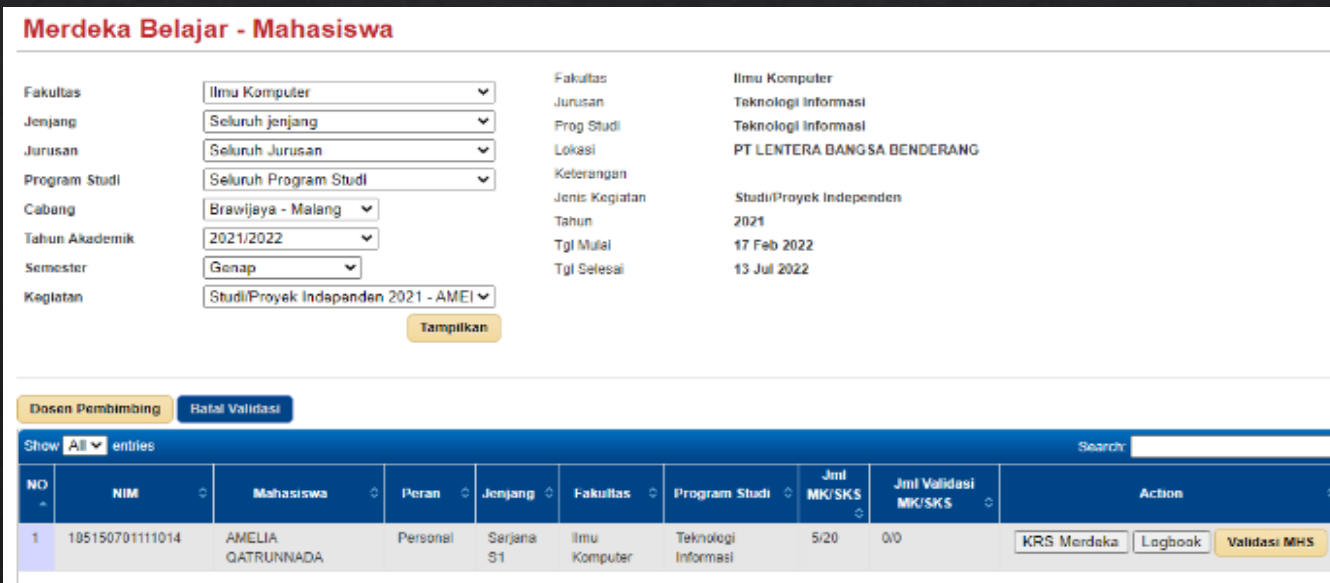 Merdeka Belajar - Mahasiswa
Fakultas Ilmu Komputer
Jenjang Seluruh jenjang
Jurusan Seluruh Jurusan
Program Studi Seluruh Program Studi
Cabang Brawijaya - Malang
Tahun Akademik 2021/2022
Semester Genap
Kegiatan Studi/Proyek Independen 2021 - AMEI
Tampilkan
Fakultas Ilmu Komputer
Jurusan Teknologi Informasi
Prog Studi Teknologi Informasi
Lokasi PT LENTERA BANGSA BENDERANG
Keterangan
Jenis Kegiatan Studi/Proyek Independen
Tahun 2021
Tgl Mulai 17 Feb 2022
Tgl Selesai 13 Jul 2022
Dosen Pembimbing Batal Validasi
Show All entries Search:
NO NIM Mahasiswa Peran Jenjang Fakultas Program Studi Jml MK/SKS Jml Validasi MK/SKS Action
1 185150701111014 AMELIA QATRUNNADA Personal Sarjana S1 Ilmu Komputer Teknologi Informasi 5/20 0/0 KRS Merdeka Logbook Validasi MHS